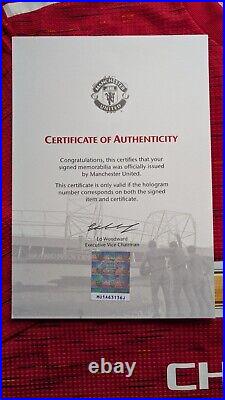 MANCHESTER
UNITED
CERTIFICATE OF AUTHENTICITY
Congratulations, this certifies that your
signed memorabilia was officially issued
by Manchester United.
This certificate is only valid if the hologram
number corresponds on both the signed
item and certificate.
Ed Woodward
Executive Vice Chairman
MU1463136J
CH